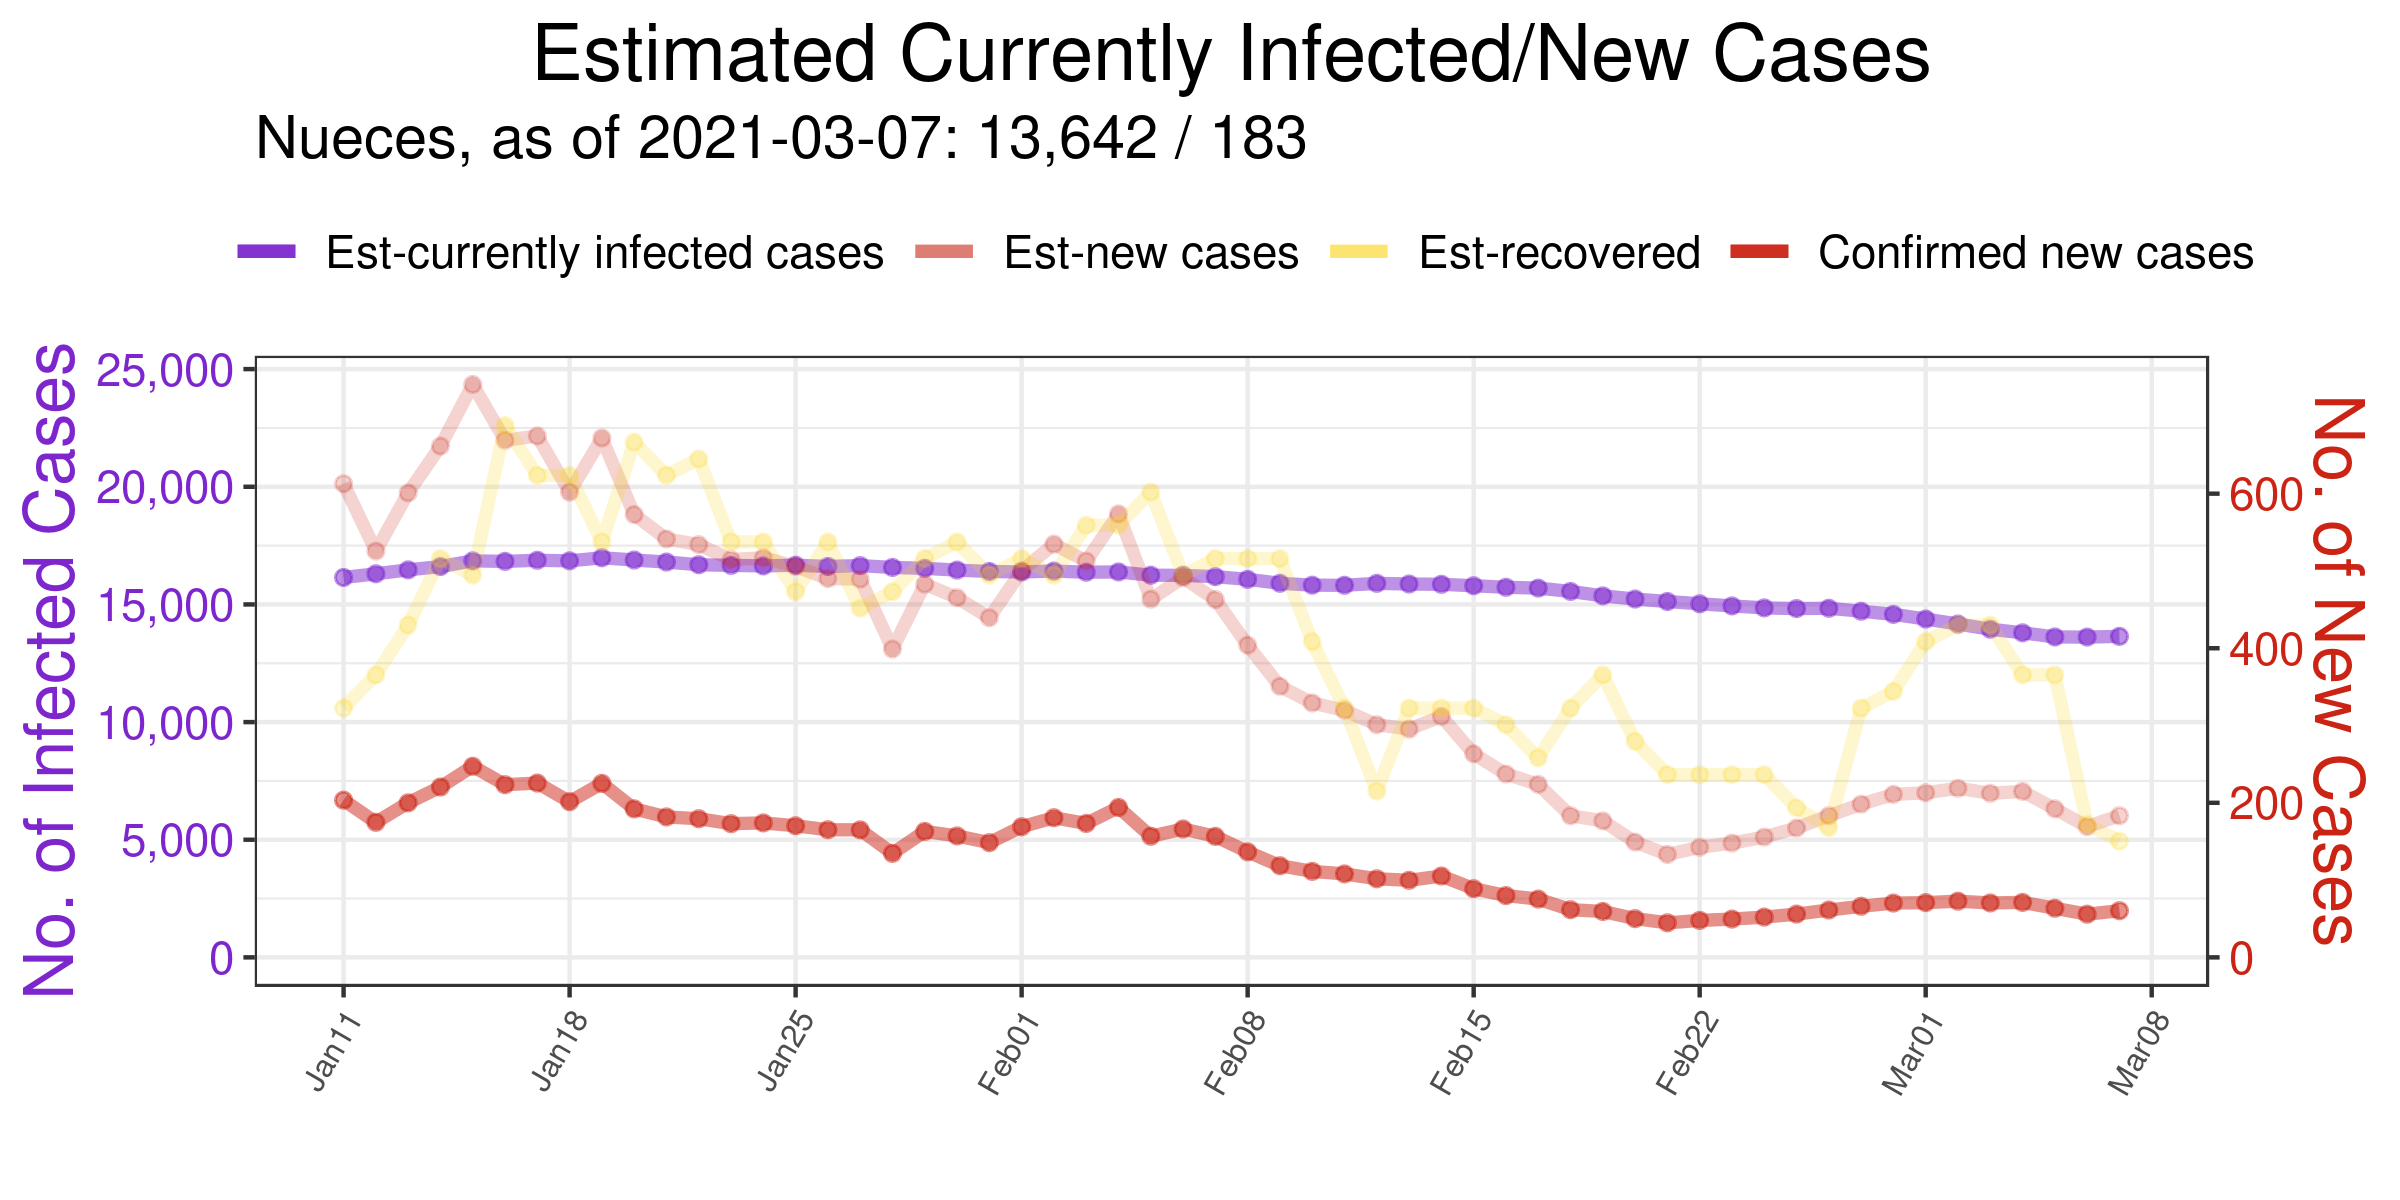 Estimated Currently Infected/New Cases
Nueces, as of 2021-03-07: 13,642 / 183
Est-currently infected cases Est-new cases Est-recovered Confirmed new cases
No. of Infected Cases
25,000
20,000
15,000
10,000
5,000
0
No. of New Cases
600
400
200
0
Jan11 Jan18 Jan25 Feb01 Feb08 Feb15 Feb22 Mar01 Mar08